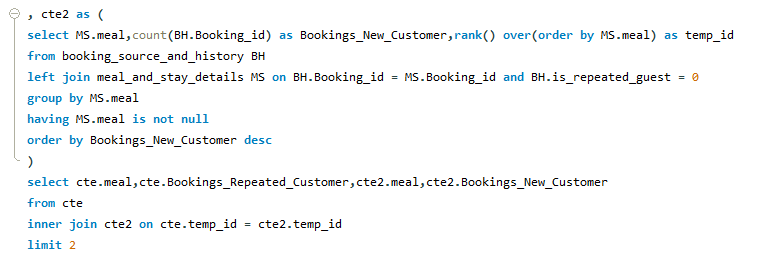 , cte2 as (
select MS.meal,count(BH.Booking_id) as Bookings_New_Customer,rank() over(order by MS.meal) as temp_id
from booking_source_and_history BH
left join meal_and_stay_details MS on BH.Booking_id = MS.Booking_id and BH.is_repeated_guest = 0
group by MS.meal
having MS.meal is not null
order by Bookings_New_Customer desc
)
select cte.meal,cte.Bookings_Repeated_Customer,cte2.meal,cte2.Bookings_New_Customer
from cte
inner join cte2 on cte.temp_id = cte2.temp_id
limit 2